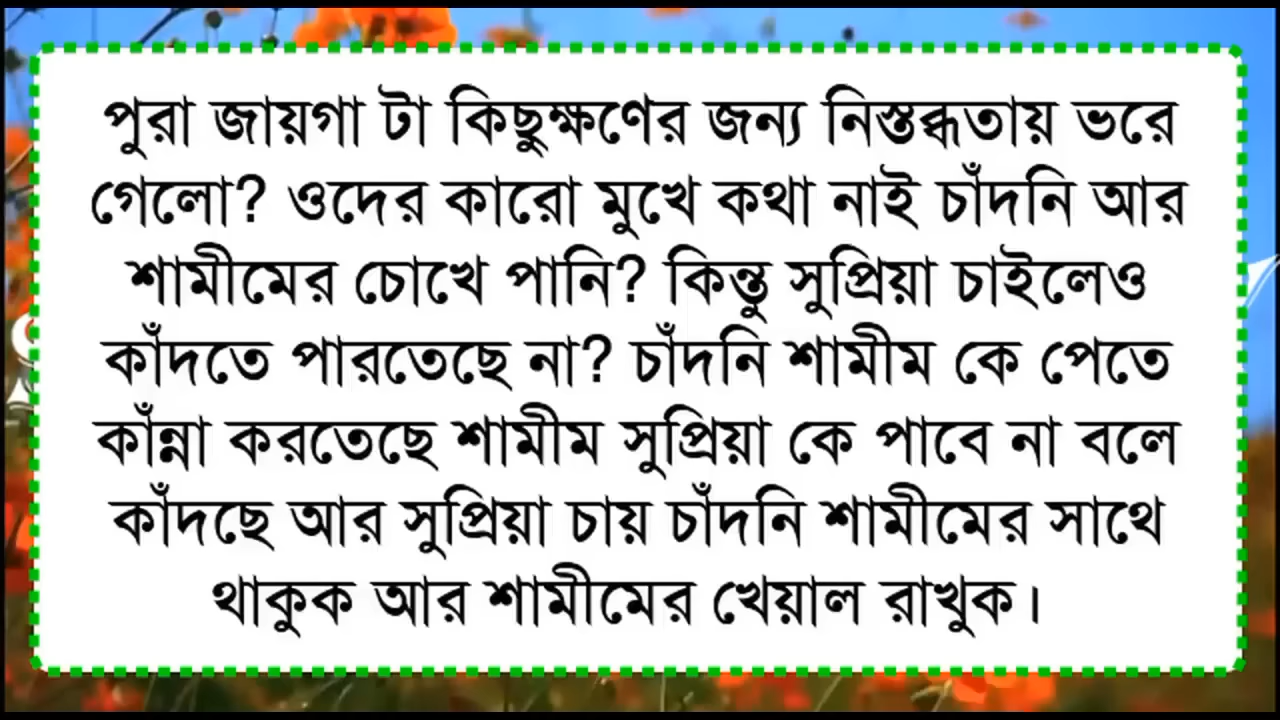 পুরা জায়গা টা কিছুক্ষণের জন্য নিস্তব্ধতায় ভরে
গেলো? ওদের কারো মুখে কথা নাই চাঁদনি আর
শামীমের চোখে পানি? কিন্তু সুপ্রিয়া চাইলেও
কাঁদতে পারতেছে না? চাঁদনি শামীম কে পেতে
কাঁন্না করতেছে শামীম সুপ্রিয়া কে পাবে না বলে
কাঁদছে আর সুপ্রিয়া চায় চাঁদনি শামীমের সাথে
থাকুক আর শামীমের খেয়াল রাখুক।